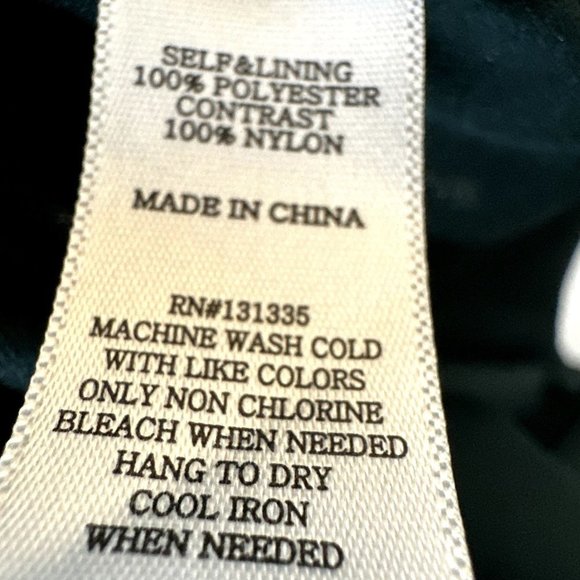 SELF&LINING
100% POLYESTER
CONTRAST
100% NYLON
MADE IN CHINA
RN#131335
MACHINE WASH COLD
WITH LIKE COLORS
ONLY NON CHLORINE
BLEACH WHEN NEEDED
HANG TO DRY
COOL IRON
WHEN NEEDED